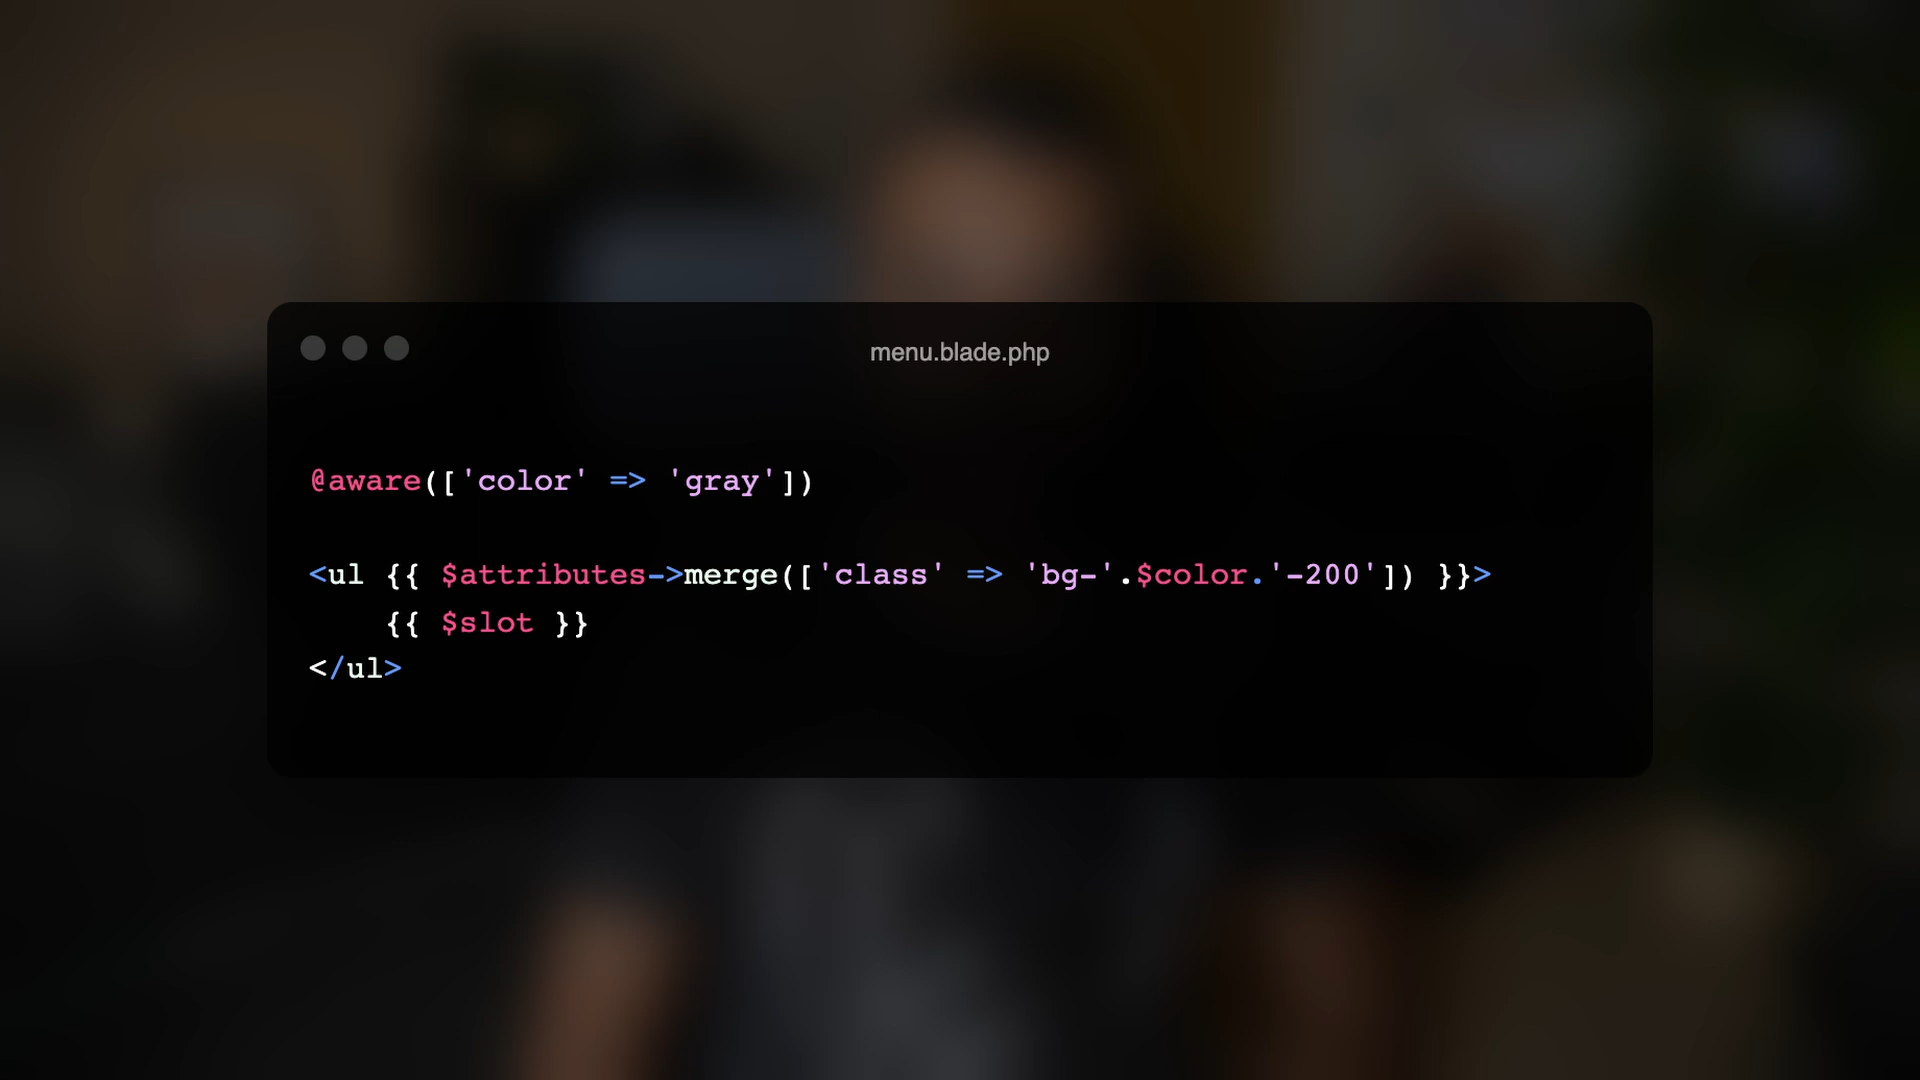 menu.blade.php
@aware(['color' => 'gray'])
<ul {{ $attributes->merge(['class' => 'bg-'.$color.'-200']) }}>
    {{ $slot }}
</ul>